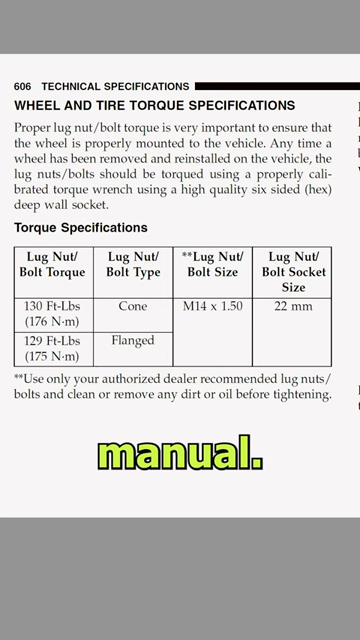 606 TECHNICAL SPECIFICATIONS
WHEEL AND TIRE TORQUE SPECIFICATIONS
Proper lug nut/bolt torque is very important to ensure that
the wheel is properly mounted to the vehicle. Any time a
wheel has been removed and reinstalled on the vehicle, the
lug nuts/bolts should be torqued using a properly cali-
brated torque wrench using a high quality six sided (hex)
deep wall socket.
Torque Specifications
Lug Nut/ Bolt Torque | Lug Nut/ Bolt Type | **Lug Nut/ Bolt Size | Lug Nut/ Bolt Socket Size
130 Ft-Lbs (176 N·m) | Cone | M14 x 1.50 | 22 mm
129 Ft-Lbs (175 N·m) | Flanged
**Use only your authorized dealer recommended lug nuts/
bolts and clean or remove any dirt or oil before tightening.
manual.